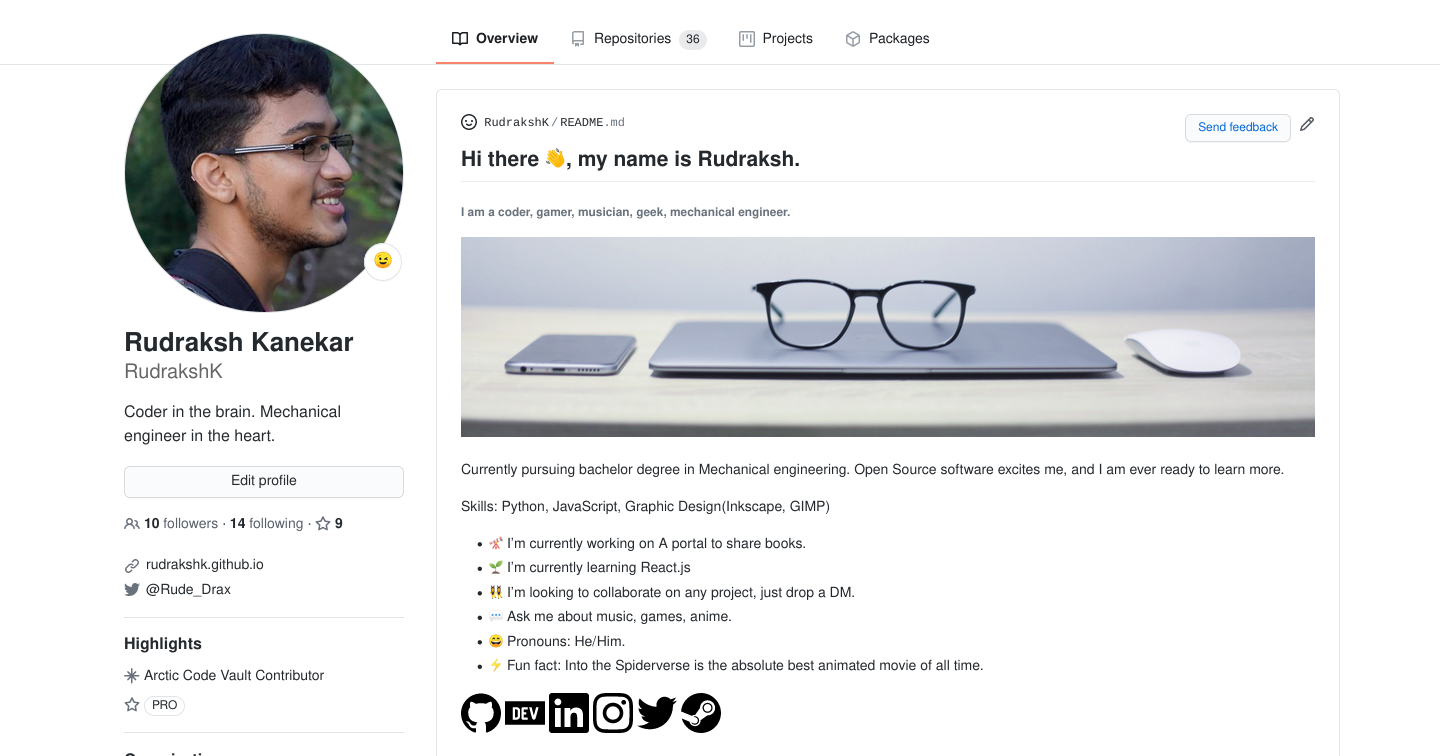 Overview
Repositories 36
Projects
Packages
RudrakshK/README.md
Send feedback
Hi there 👋, my name is Rudraksh.
I am a coder, gamer, musician, geek, mechanical engineer.
Rudraksh Kanekar
RudrakshK
Coder in the brain. Mechanical
engineer in the heart.
Edit profile
10 followers · 14 following · 9
rudrakshk.github.io
@Rude_Drax
Highlights
Arctic Code Vault Contributor
PRO
Currently pursuing bachelor degree in Mechanical engineering. Open Source software excites me, and I am ever ready to learn more.
Skills: Python, JavaScript, Graphic Design(Inkscape, GIMP)
• 🔭 I'm currently working on A portal to share books.
• 🌱 I'm currently learning React.js
• 👯 I'm looking to collaborate on any project, just drop a DM.
• 💬 Ask me about music, games, anime.
• 😄 Pronouns: He/Him.
• ⚡ Fun fact: Into the Spiderverse is the absolute best animated movie of all time.
DEV in